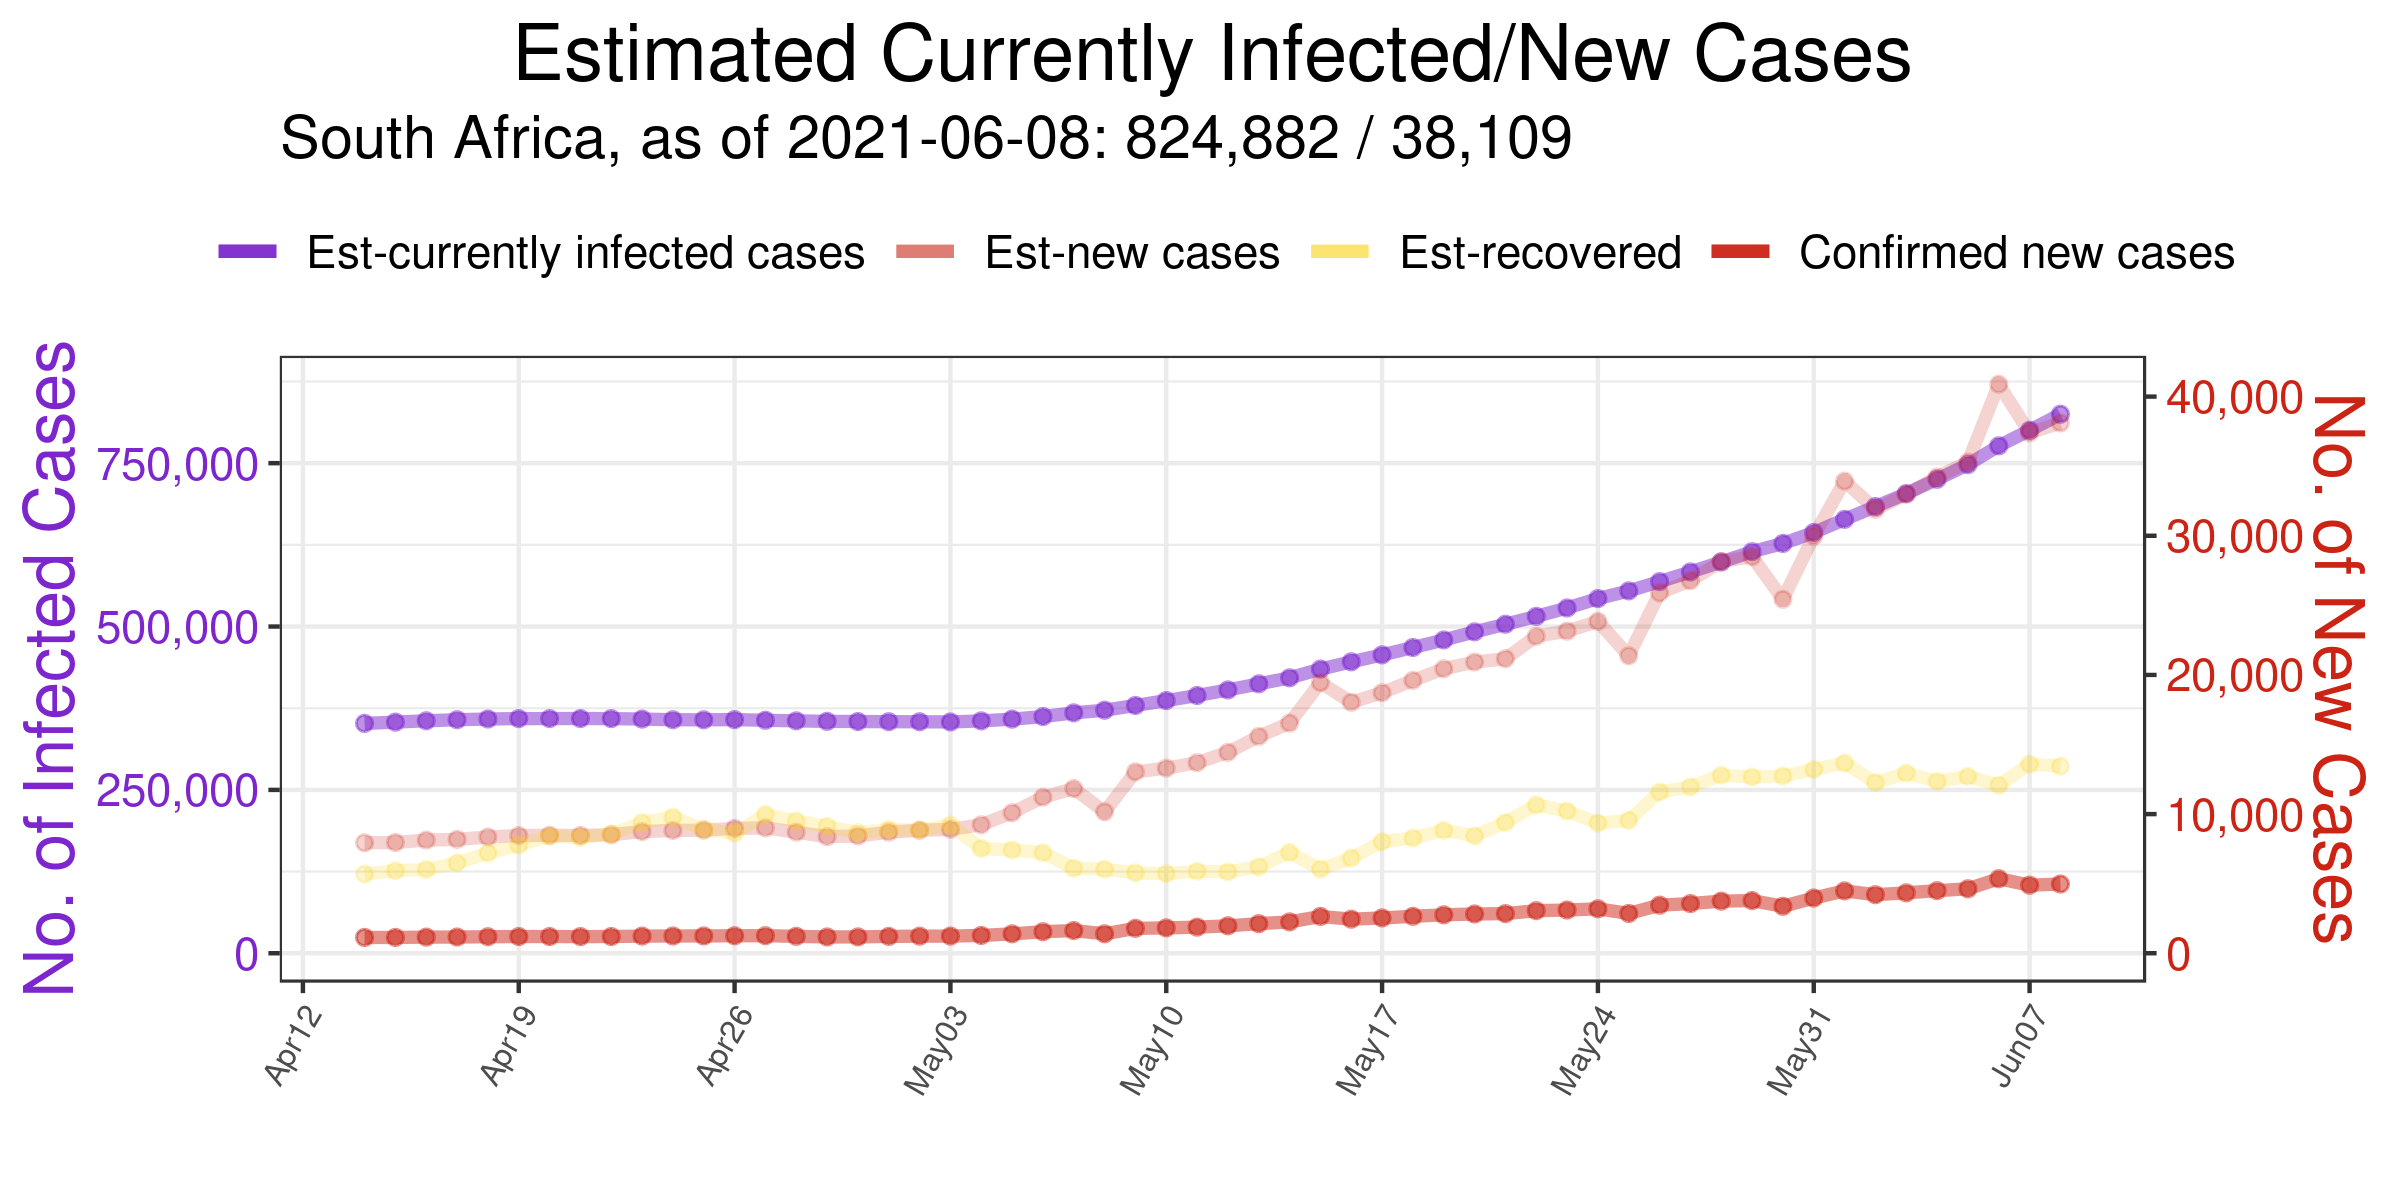 Estimated Currently Infected/New Cases
South Africa, as of 2021-06-08: 824,882 / 38,109
Est-currently infected cases Est-new cases Est-recovered Confirmed new cases
No. of Infected Cases
750,000
500,000
250,000
0
40,000
30,000
20,000
10,000
0
No. of New Cases
Apr12 Apr19 Apr26 May03 May10 May17 May24 May31 Jun07